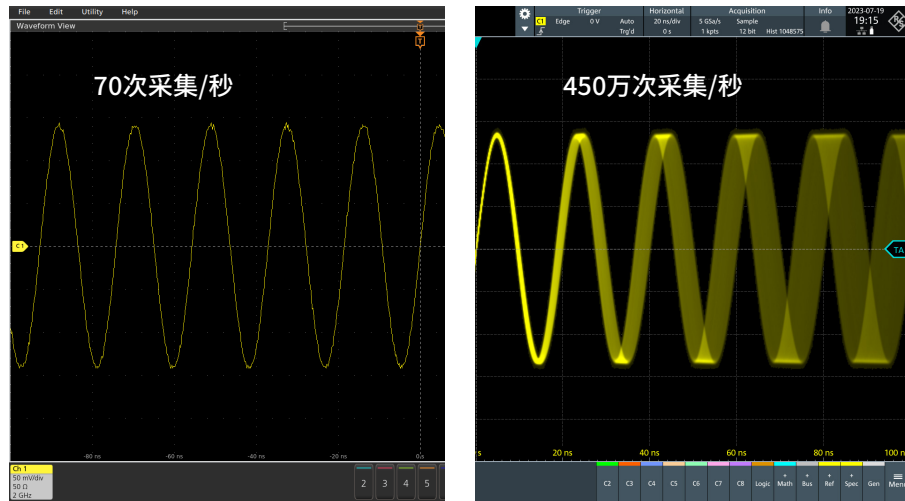 File Edit Utility Help
Waveform View
T
T
70次采集/秒
C1
-80 ns -60 ns -40 ns -20 ns 0 s
Ch 1
50 mV/div
50 Ω
2 GHz
2 3 4 5
Trigger Horizontal Acquisition Info 2023-07-19
C1 Edge 0 V Auto 20 ns/div 5 GSa/s Sample 19:15
Trg'd 0 s 1 kpts 12 bit Hist 1048575
450万次采集/秒
TA
s 20 ns 40 ns 60 ns 80 ns 100 n
C2 C3 C4 C5 C6 C7 C8 Logic Math Bus Ref Spec Gen Menu